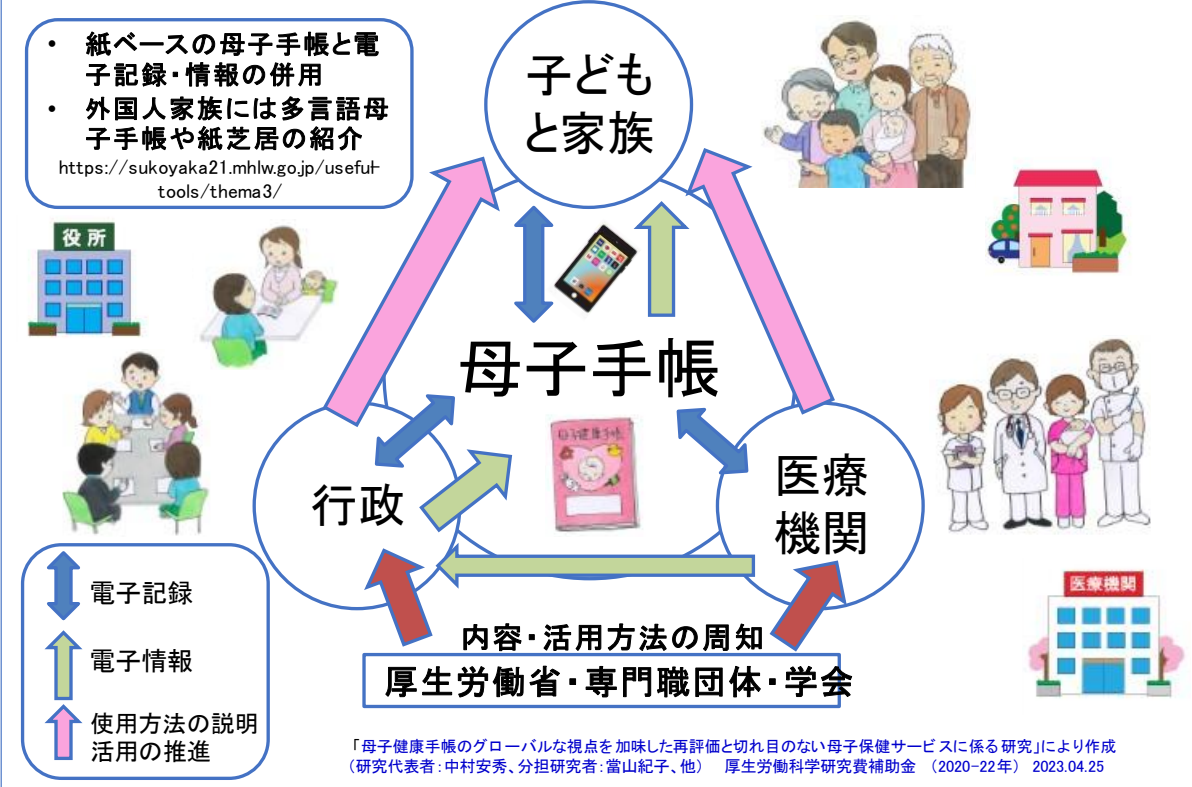 • 紙ベースの母子手帳と電
子記録・情報の併用
• 外国人家族には多言語母
子手帳や紙芝居の紹介
https://sukoyaka21.mhlw.go.jp/useful-
tools/thema3/
子ども
と家族
役所
母子手帳
母子健康手帳
行政
医療
機関
電子記録
電子情報
使用方法の説明
活用の推進
内容・活用方法の周知
厚生労働省・専門職団体・学会
医療機関
「母子健康手帳のグローバルな視点を加味した再評価と切れ目のない母子保健サービスに係る研究」により作成
（研究代表者：中村安秀、分担研究者：當山紀子、他） 厚生労働科学研究費補助金 （2020-22年） 2023.04.25